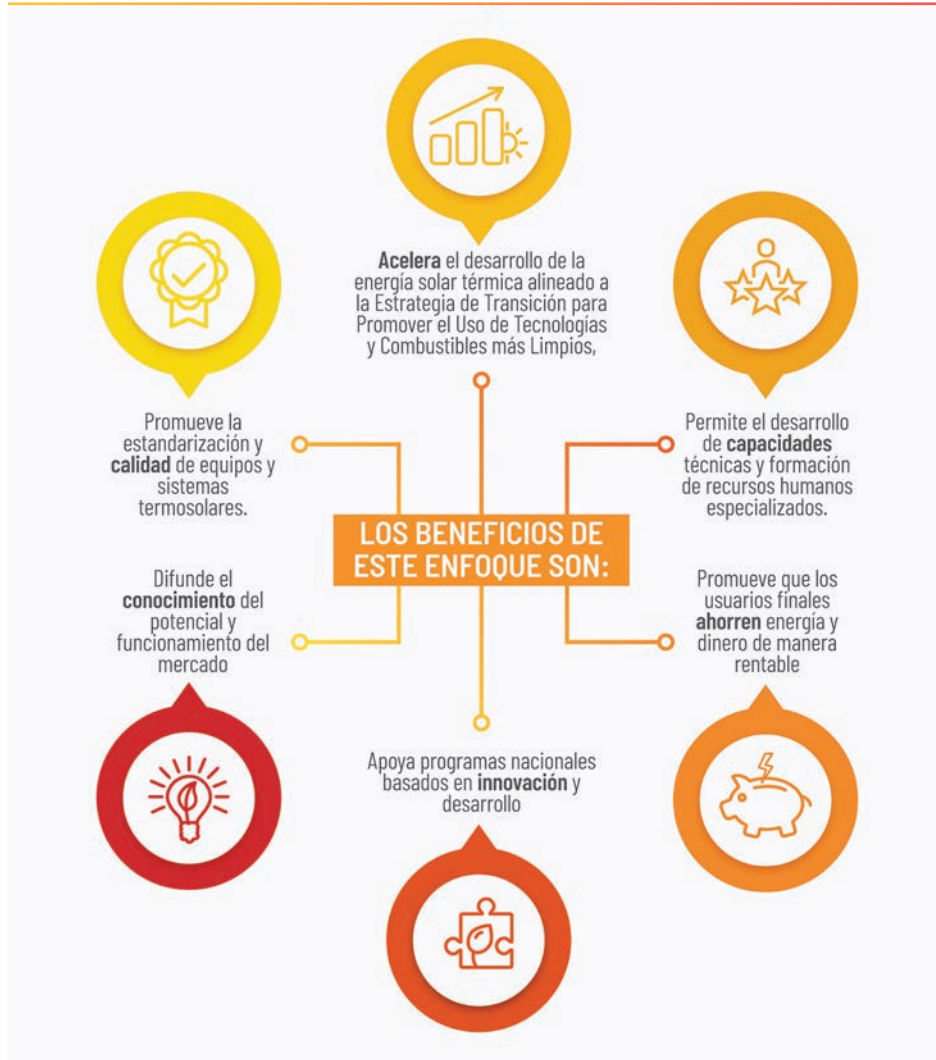 Acelera el desarrollo de la
energía solar térmica alineado a
la Estrategia de Transición para
Promover el Uso de Tecnologías
y Combustibles más Limpios,
Promueve la
estandarización y
calidad de equipos y
sistemas
termosolares.
Permite el desarrollo
de capacidades
técnicas y formación
de recursos humanos
especializados.
LOS BENEFICIOS DE
ESTE ENFOQUE SON:
Difunde el
conocimiento del
potencial y
funcionamiento del
mercado
Promueve que los
usuarios finales
ahorren energía y
dinero de manera
rentable
Apoya programas nacionales
basados en innovación y
desarrollo